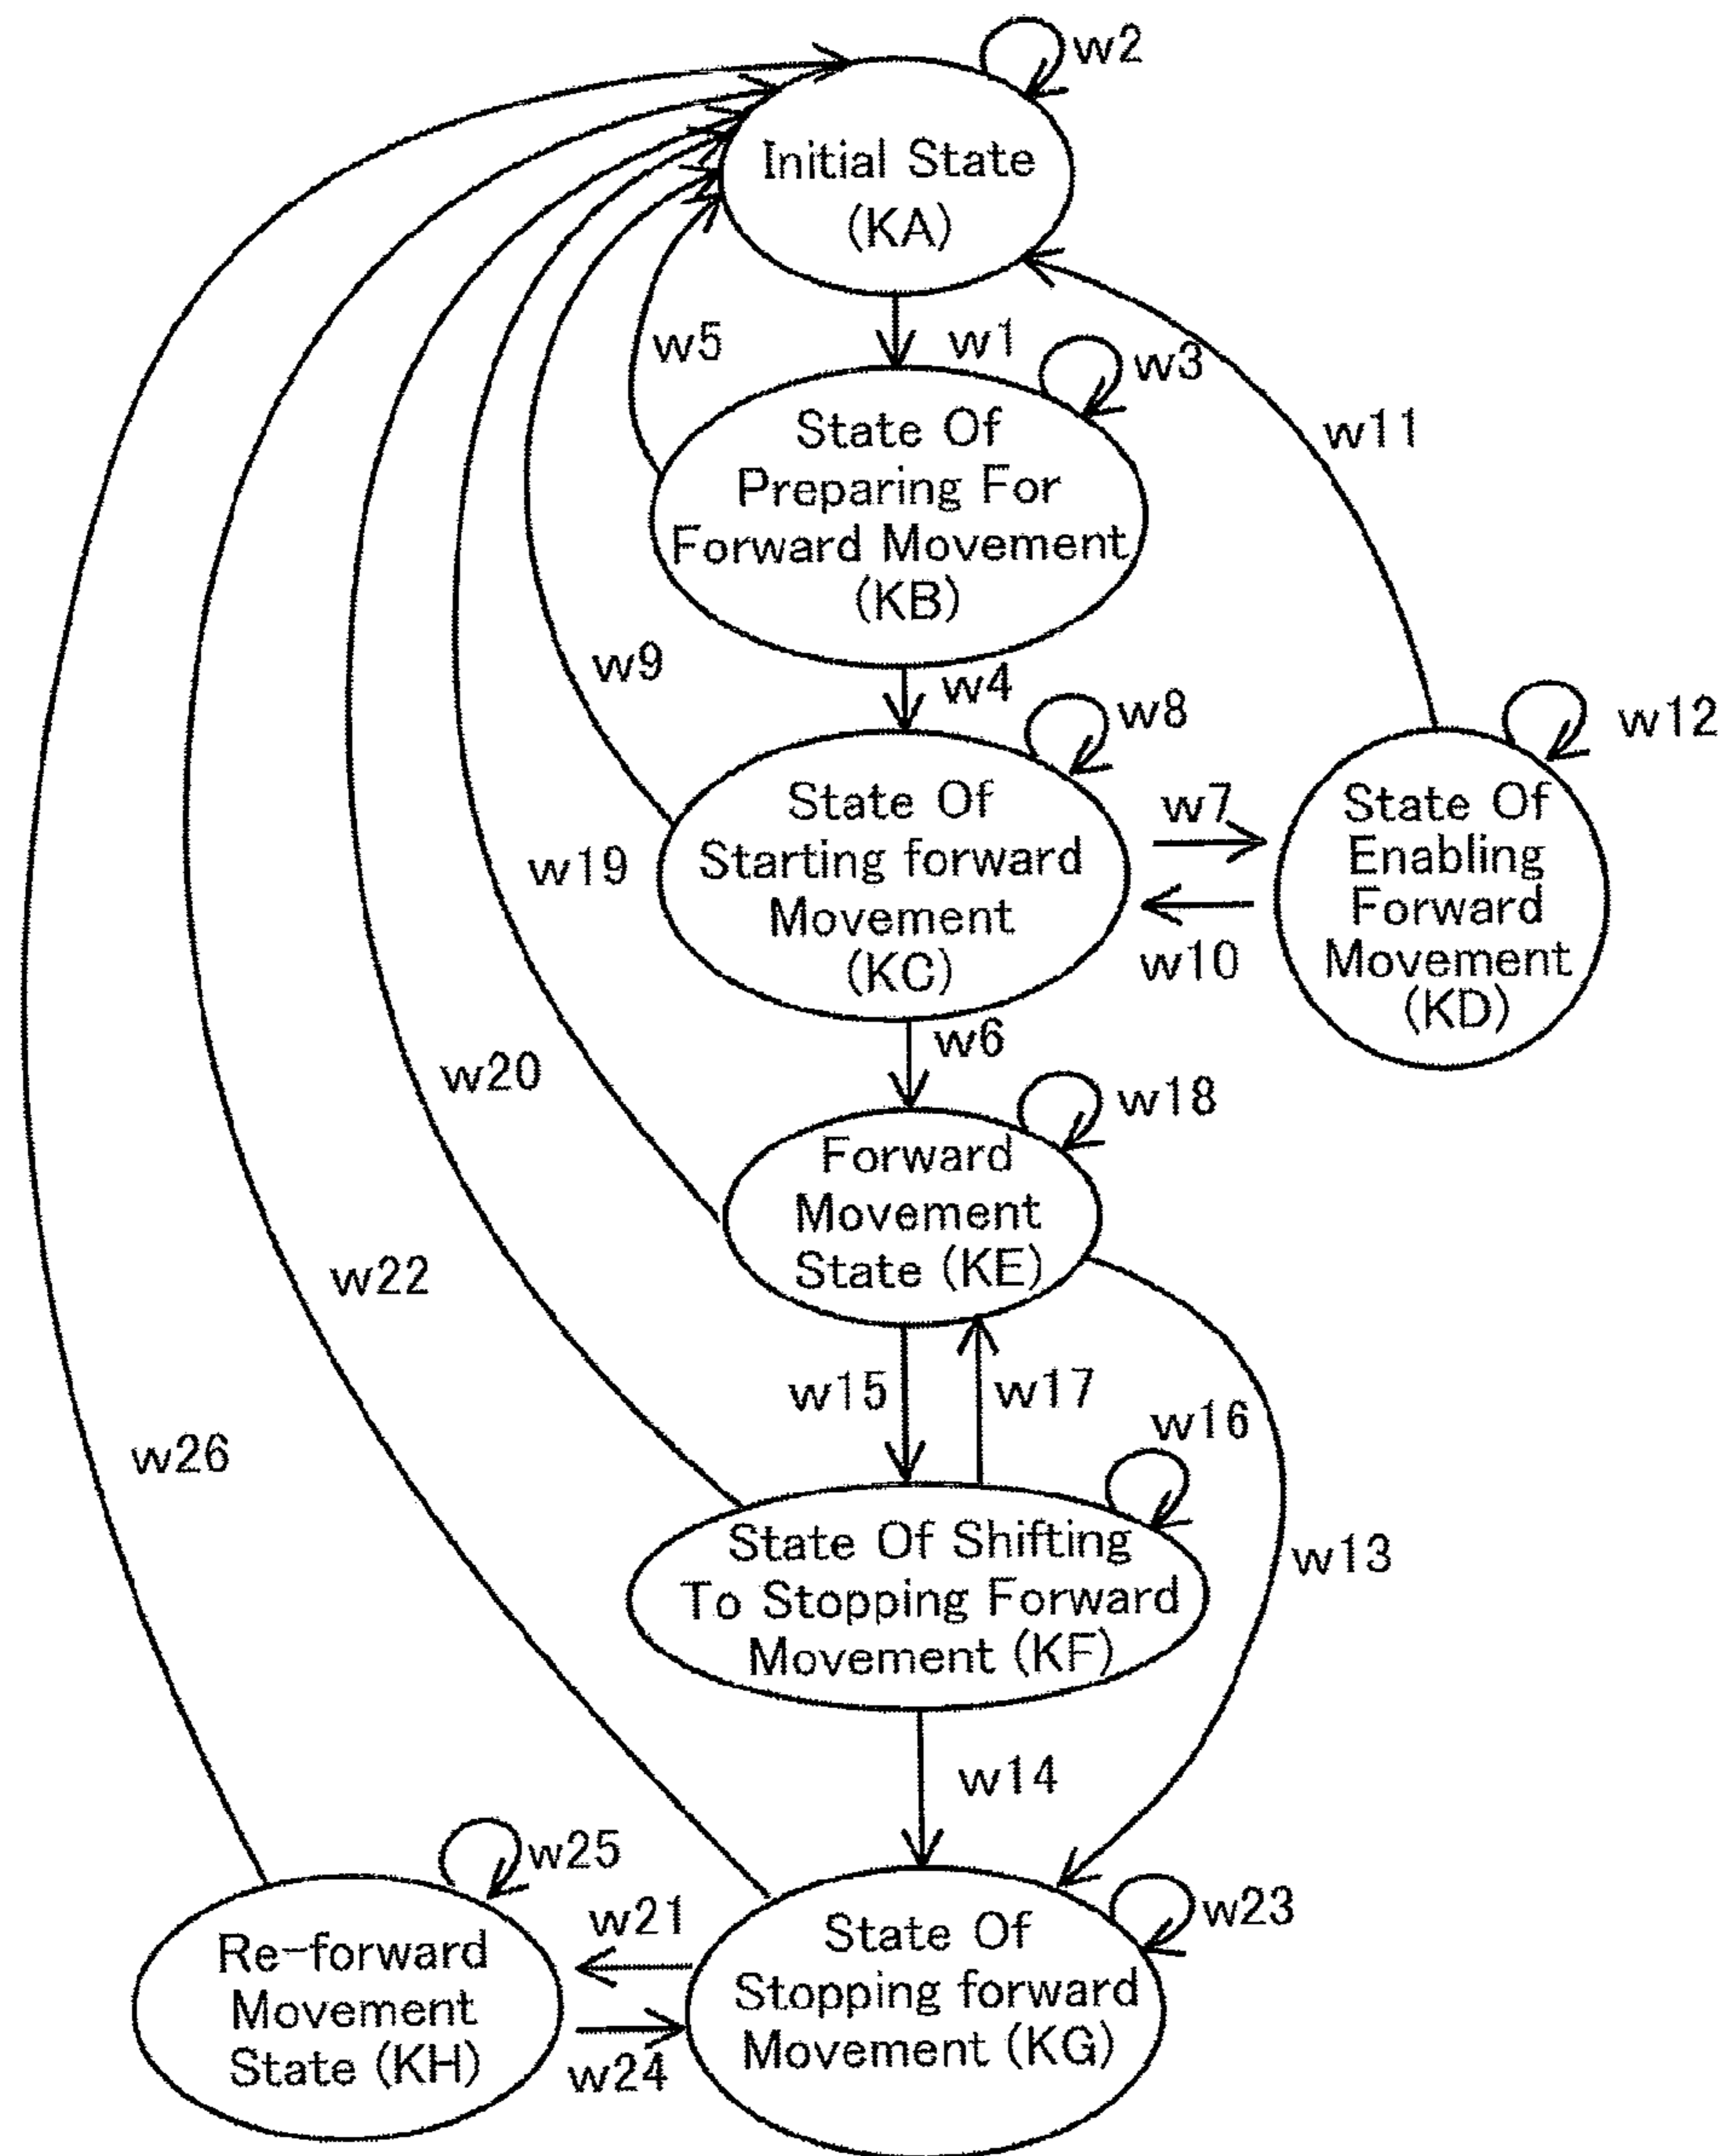 w2
Initial State
(KA)
w5
w1
w3
w11
State Of
Preparing For
Forward Movement
(KB)
w9
w4
w8
w12
State Of
Starting forward
Movement
(KC)
w7
w10
State Of
Enabling
Forward
Movement
(KD)
w19
w6
w20
w18
Forward
Movement
State (KE)
w22
w15
w17
w16
w26
w13
State Of Shifting
To Stopping Forward
Movement (KF)
w14
w25
w21
w23
Re-forward
Movement
State (KH)
w24
State Of
Stopping forward
Movement (KG)